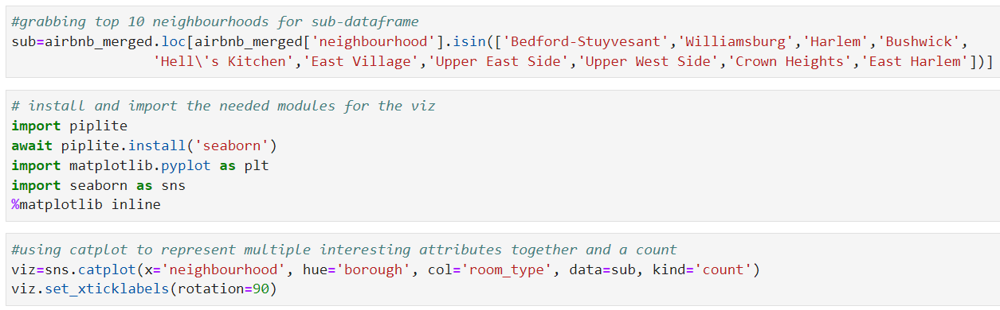 #grabbing top 10 neighbourhoods for sub-dataframe
sub=airbnb_merged.loc[airbnb_merged['neighbourhood'].isin(['Bedford-Stuyvesant','Williamsburg','Harlem','Bushwick',
                 'Hell\'s Kitchen','East Village','Upper East Side','Upper West Side','Crown Heights','East Harlem'])]
# install and import the needed modules for the viz
import piplite
await piplite.install('seaborn')
import matplotlib.pyplot as plt
import seaborn as sns
%matplotlib inline
#using catplot to represent multiple interesting attributes together and a count
viz=sns.catplot(x='neighbourhood', hue='borough', col='room_type', data=sub, kind='count')
viz.set_xticklabels(rotation=90)